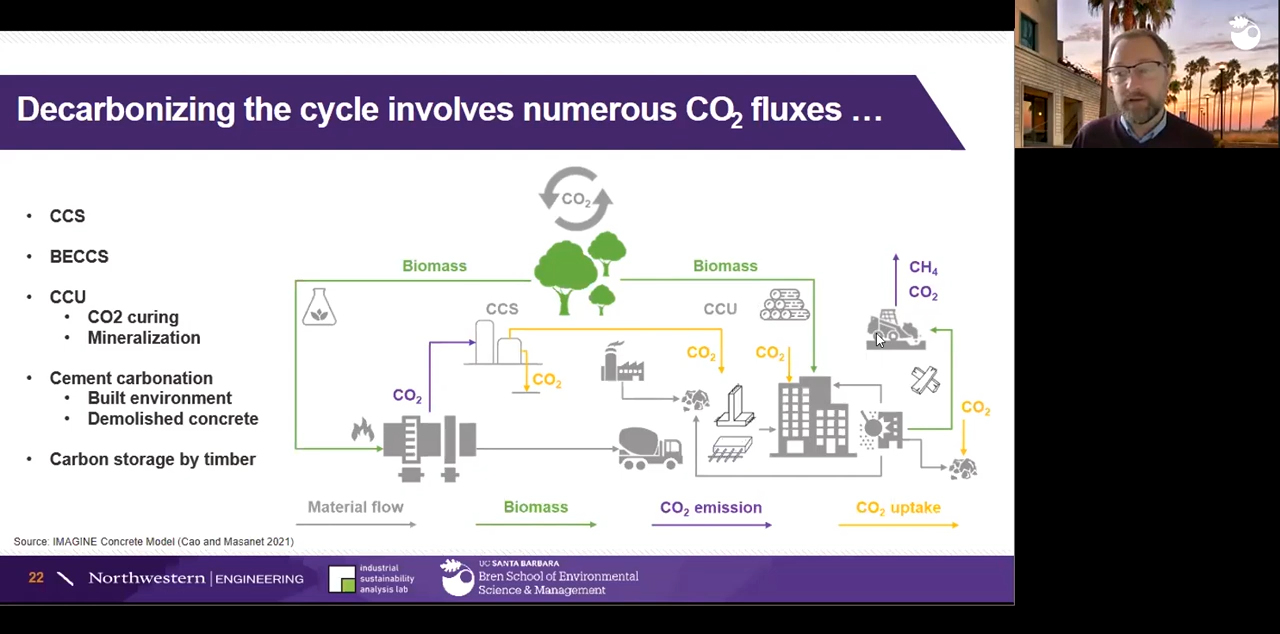 Decarbonizing the cycle involves numerous CO₂ fluxes …
• CCS
• BECCS
• CCU
• CO2 curing
• Mineralization
• Cement carbonation
• Built environment
• Demolished concrete
• Carbon storage by timber
CO₂
Biomass
Biomass
CH₄
CO₂
CCS
CCU
CO₂
CO₂
CO₂
CO₂
CO₂
Material flow
Biomass
CO₂ emission
CO₂ uptake
Source: IMAGINE Concrete Model (Cao and Masanet 2021)
22
Northwestern | ENGINEERING
industrial
sustainability
analysis lab
UC SANTA BARBARA
Bren School of Environmental
Science & Management